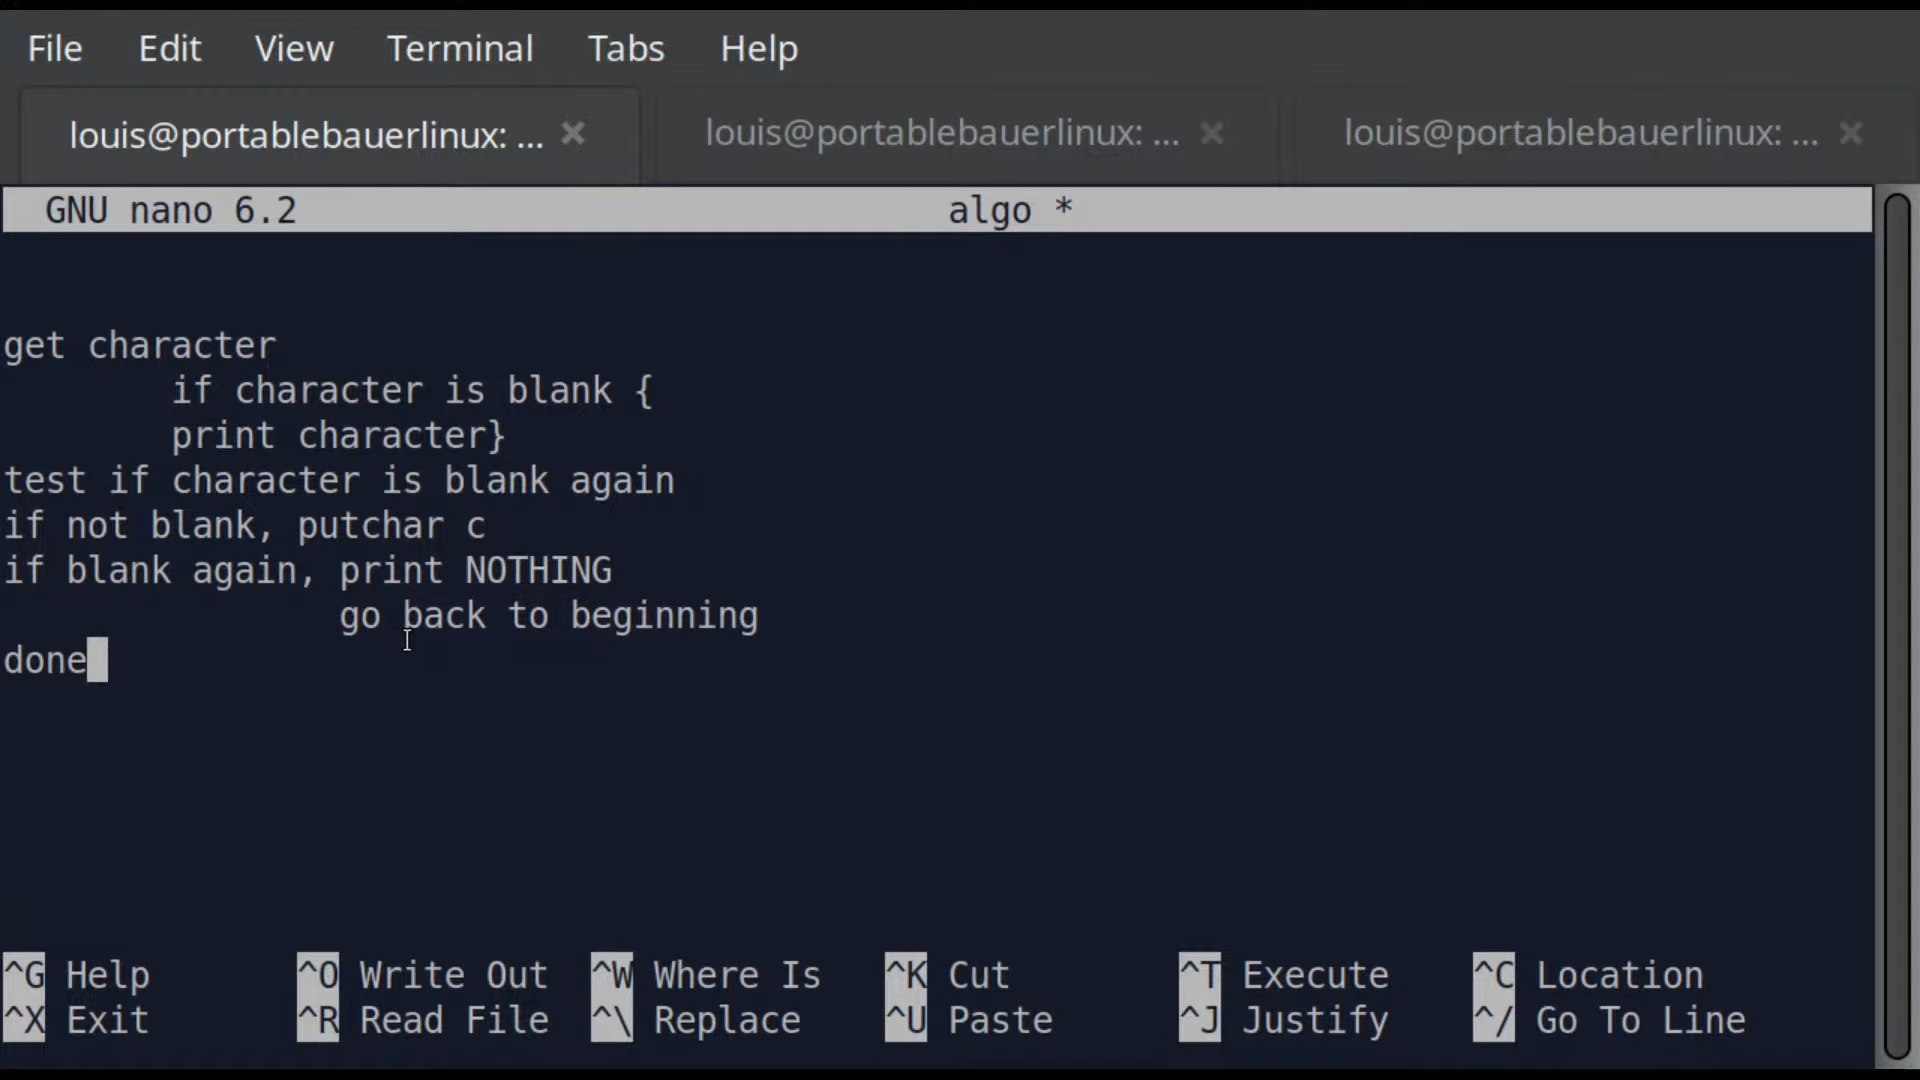 File Edit View Terminal Tabs Help
louis@portablebauerlinux: ... × louis@portablebauerlinux: ... × louis@portablebauerlinux: ... ×
GNU nano 6.2 algo *
get character
if character is blank {
print character}
test if character is blank again
if not blank, putchar c
if blank again, print NOTHING
go back to beginning
done
^G Help ^O Write Out ^W Where Is ^K Cut ^T Execute ^C Location
^X Exit ^R Read File ^\ Replace ^U Paste ^J Justify ^/ Go To Line